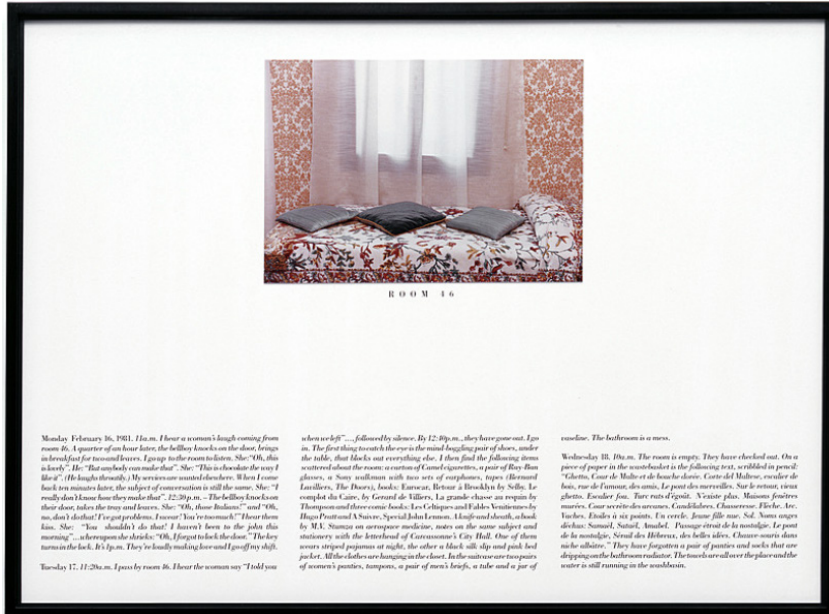 ROOM 46
Monday February 16, 1981. 11a.m. I hear a woman's laugh coming from
room 46. A quarter of an hour later, the bellboy knocks on the door, brings
in breakfast for two and leaves. I go up to the room to listen. She: "Oh, this
is lovely". He: "But anybody can make that". She: "This is chocolate the way I
like it". (He laughs throatily.) My services are wanted elsewhere. When I come
back ten minutes later, the subject of conversation is still the same. She: "I
really don't know how they make that". 12:30p.m. – The bellboy knocks on
their door, takes the tray and leaves. She: "Oh, those Italians!" and "Oh,
no, don't do that! I've got problems. I swear! You're too much!" I hear them
kiss. She: "You shouldn't do that! I haven't been to the john this
morning"... whereupon she shrieks: "Oh, I forgot to lock the door." The key
turns in the lock. It's 1p.m. They're loudly making love and I go off my shift.
Tuesday 17. 11:20a.m. I pass by room 46. I hear the woman say "I told you
when we left"...., followed by silence. By 12:40p.m., they have gone out. I go
in. The first thing to catch the eye is the mind-boggling pair of shoes, under
the table, that blocks out everything else. I then find the following items
scattered about the room: a carton of Camel cigarettes, a pair of Ray-Ban
glasses, a Sony walkman with two sets of earphones, tapes (Bernard
Lavilliers, The Doors), books: Eurocar, Retour à Brooklyn by Selby, Le
complot du Caire, by Gerard de Villiers, La grande chasse au requin by
Thompson and three comic books: Les Celtiques and Fables Venitiennes by
Hugo Pratt and A Suivre, Special John Lennon. A knife and sheath, a book
by M.V. Stumza on aerospace medicine, notes on the same subject and
stationery with the letterhead of Carcassonne's City Hall. One of them
wears striped pajamas at night, the other a black silk slip and pink bed
jacket. All the clothes are hanging in the closet. In the suitcase are two pairs
of women's panties, tampons, a pair of men's briefs, a tube and a jar of
vaseline. The bathroom is a mess.
Wednesday 18. 10a.m. The room is empty. They have checked out. On a
piece of paper in the wastebasket is the following text, scribbled in pencil:
"Ghetto, Cour de Malte et de bouche dorée. Corte del Maltese, escalier de
bois, rue de l'amour, des amis, Le pont des merveilles. Sur le retour, vieux
ghetto. Escalier fou. Turc rats d'égoût. N'existe plus. Maisons fenêtres
murées. Cour secrète des arcanes. Candélabres. Chasseresse. Flèche. Arc.
Vaches. Etoiles à six points. Un cercle. Jeune fille nue. Sol. Noms anges
déchus: Samaël, Sataël, Amabel. Passage étroit de la nostalgie. Le pont
de la nostalgie, Sérail des Hébreux, des belles idées, Chauve-souris dans
niche albâtre." They have forgotten a pair of panties and socks that are
dripping on the bathroom radiator. The towels are all over the place and the
water is still running in the washbasin.